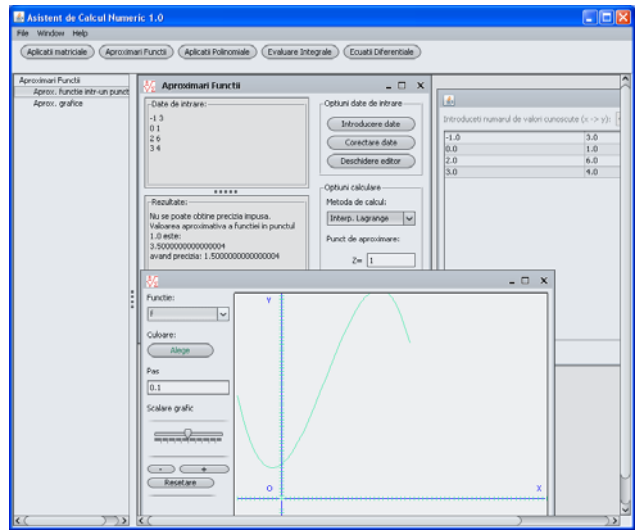 Asistent de Calcul Numeric 1.0
File Window Help
Aplicatii matriciale Aproximari Functii Aplicatii Polinomiale Evaluare Integrale Ecuatii Diferentiale
Aproximari Functii
Aprox. functie intr-un punct
Aprox. grafice
Aproximari Functii
Date de intrare:
-1 3
0 1
2 6
3 4
Optiuni date de intrare
Introducere date
Corectare date
Deschidere editor
Rezultate:
Nu se poate obtine precizia impusa.
Valoarea aproximativa a functiei in punctul
1.0 este:
3.5000000000000004
avand precizia: 1.5000000000000004
Optiuni calculare
Metoda de calcul:
Interp. Lagrange
Punct de aproximare:
Z= 1
Introduceti numarul de valori cunoscute (x -> y):
-1.0 3.0
0.0 1.0
2.0 6.0
3.0 4.0
Functie:
f
Culoare:
Alege
Pas
0.1
Scalare grafic
- +
Resetare
Y
O
X